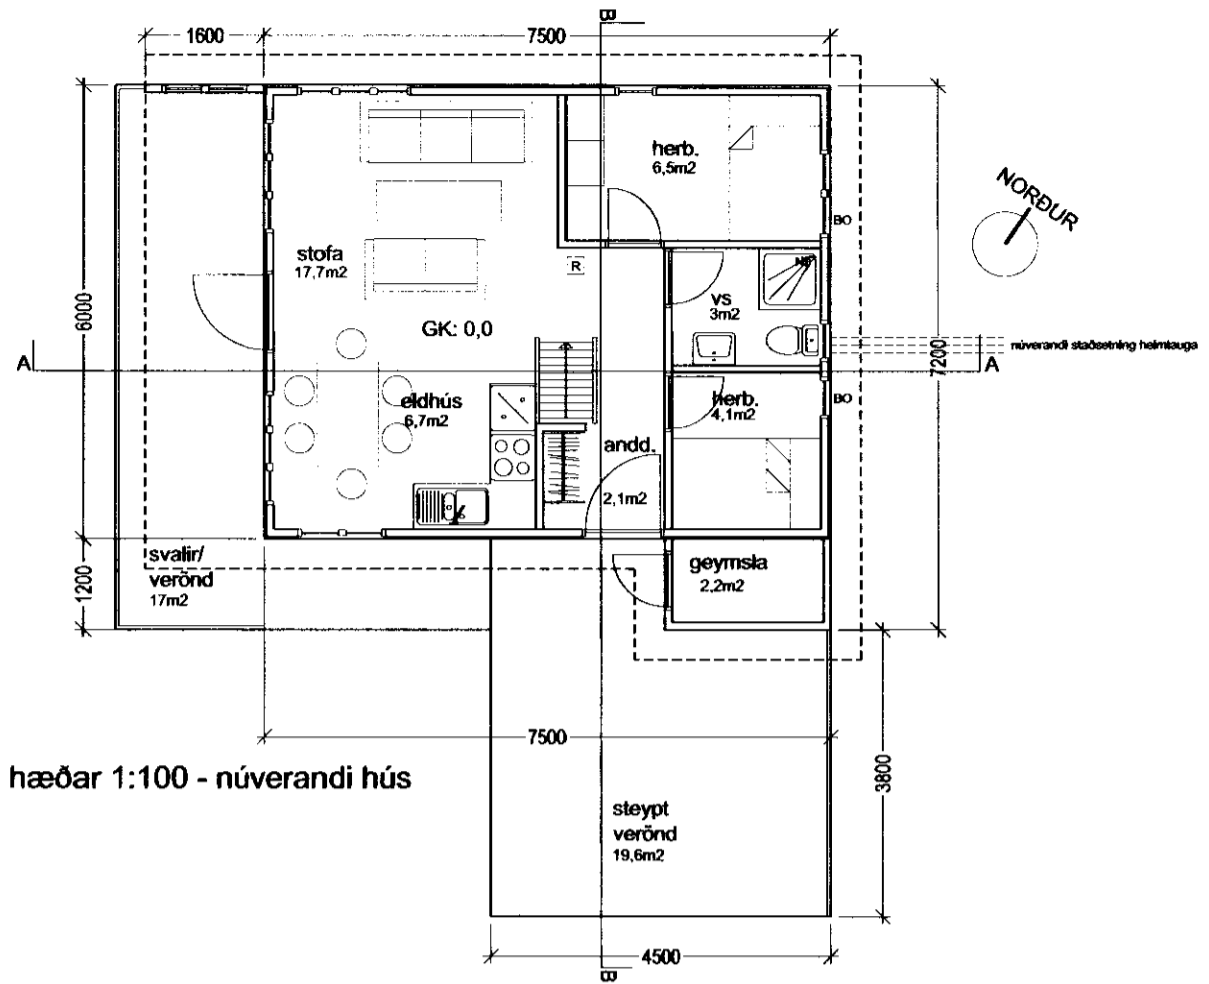 B
1600
7500
herb.
6,5m2
NORÐUR
BO
stofa
17,7m2
R
vs
3m2
6000
GK: 0,0
núverandi staðsetning heimtauga
7200
A
A
eldhús
6,7m2
herb.
4,1m2
BO
andd.
2,1m2
svalir/
verönd
17m2
1200
geymsla
2,2m2
7500
hæðar 1:100 - núverandi hús
3800
steypt
verönd
19,6m2
4500
B